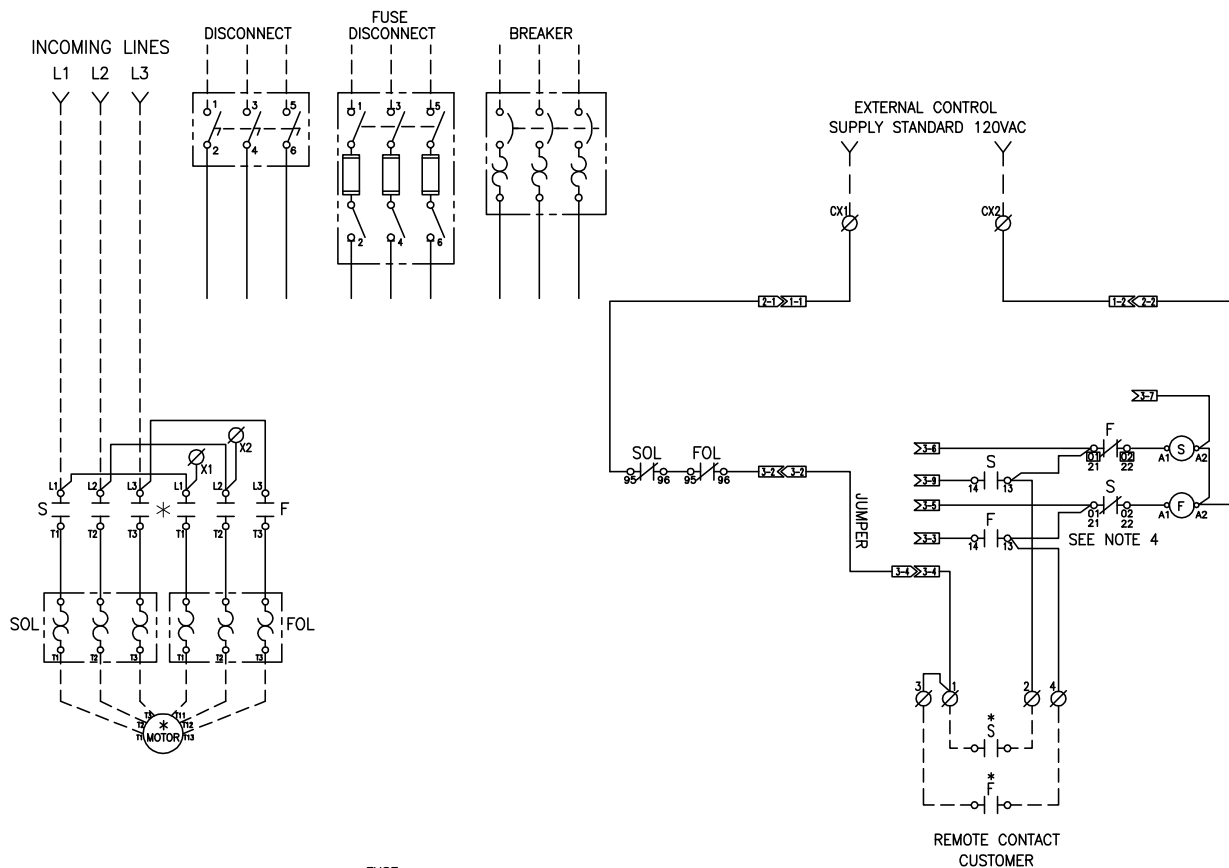 INCOMING LINES
L1 L2 L3
DISCONNECT
1 3 5
2 4 6
FUSE
DISCONNECT
1 3 5
2 4 6
BREAKER
EXTERNAL CONTROL
SUPPLY STANDARD 120VAC
CX1 CX2
2-1 1-1
1-2 2-2
X1 X2
L1 L2 L3 L1 L2 L3
S * F
T1 T2 T3 T1 T2 T3
SOL FOL
T1 T2 T3 T1 T2 T3
T3 T11
T2 * T12
T1 MOTOR T13
SOL FOL
95 96 95 96
3-2 3-2
JUMPER
3-4 3-4
3-7
3-6 F S
01 02 A1 A2
21 22
3-9 S
14 13
3-5 S F
01 02 A1 A2
21 22
3-3 F
14 13
SEE NOTE 4
3 1 2 4
*
S
*
F
REMOTE CONTACT
CUSTOMER